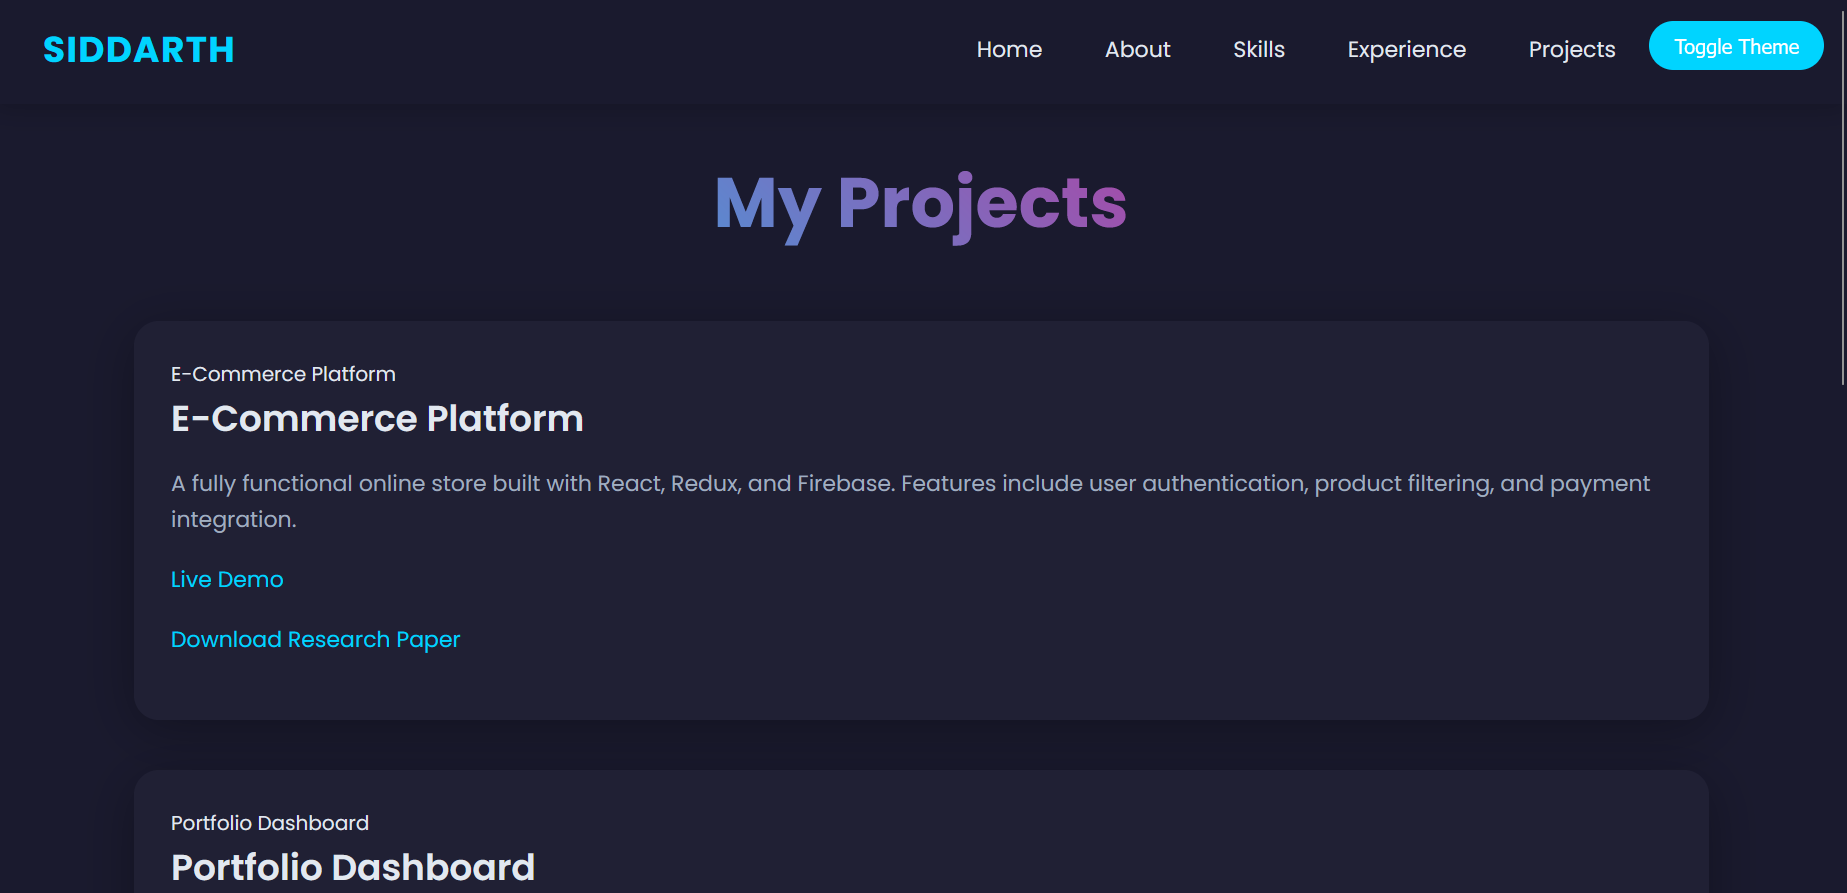 SIDDARTH
Home About Skills Experience Projects Toggle Theme
My Projects
E-Commerce Platform
E-Commerce Platform
A fully functional online store built with React, Redux, and Firebase. Features include user authentication, product filtering, and payment
integration.
Live Demo
Download Research Paper
Portfolio Dashboard
Portfolio Dashboard